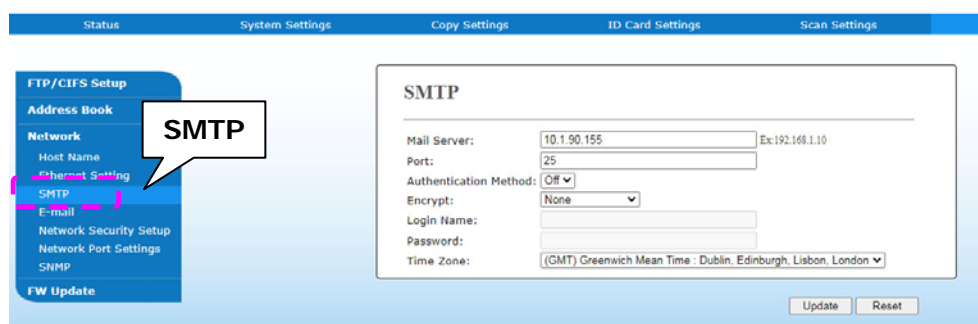 Status System Settings Copy Settings ID Card Settings Scan Settings
FTP/CIFS Setup
Address Book
Network
Host Name
Ethernet Setting
SMTP
E-mail
Network Security Setup
Network Port Settings
SNMP
FW Update
SMTP
SMTP
Mail Server: 10.1.90.155 Ex:192.168.1.10
Port: 25
Authentication Method: Off
Encrypt: None
Login Name:
Password:
Time Zone: (GMT) Greenwich Mean Time : Dublin, Edinburgh, Lisbon, London
Update Reset